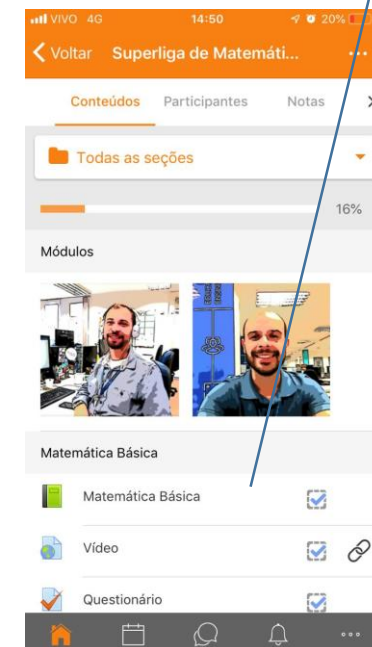 VIVO 4G 14:50 20%
Voltar Superliga de Matemáti... ...
Conteúdos Participantes Notas
Todas as seções
16%
Módulos
Matemática Básica
Matemática Básica
Vídeo
Questionário